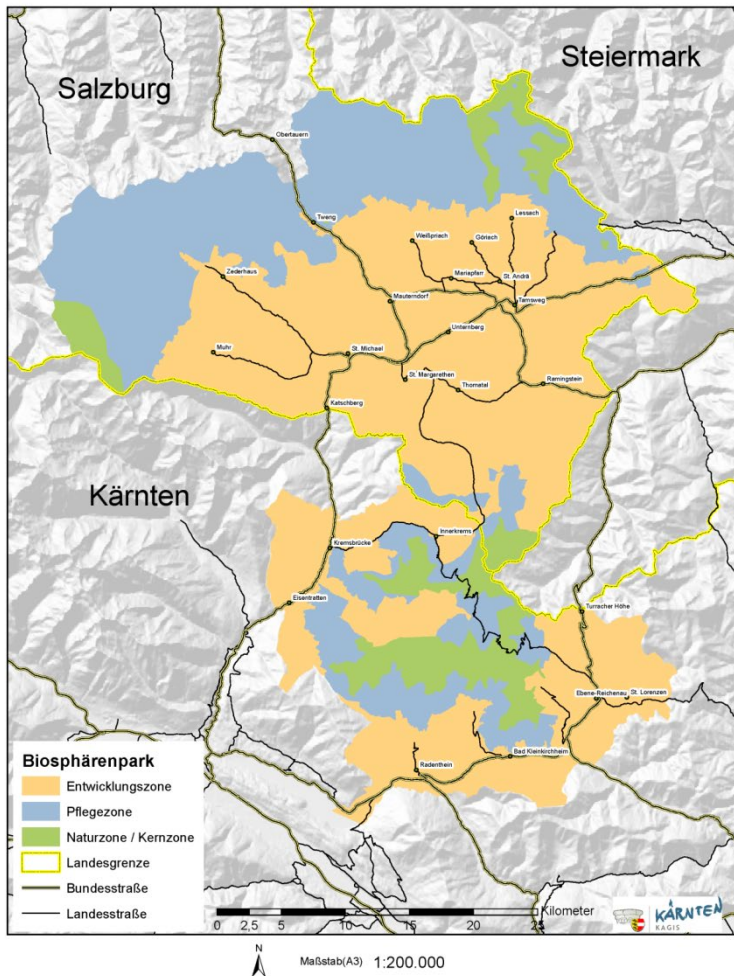 Steiermark
Salzburg
Obertauern
Lessach
Tweng
Weißpriach
Göriach
Zederhaus
Mariapfarr
St. Andrä
Mauterndorf
Tamsweg
Unternberg
Muhr
St. Michael
St. Margarethen
Ramingstein
Thomatal
Katschberg
Kärnten
Innerkrems
Kremsbrücke
Eisentratten
Turracher Höhe
Ebene-Reichenau
St. Lorenzen
Bad Kleinkirchheim
Radenthein
Biosphärenpark
Entwicklungszone
Pflegezone
Naturzone / Kernzone
Landesgrenze
Bundesstraße
Landesstraße
Kilometer
0 2,5 5 10 15 20 25
KÄRNTEN
KAGIS
N
Maßstab(A3) 1:200.000